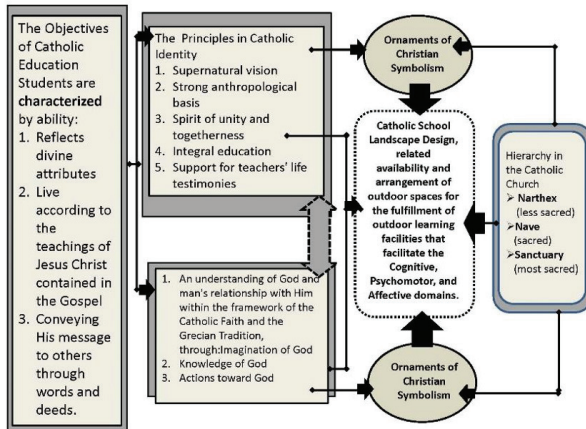 The Objectives of
Catholic
Education
Students are
characterized
by ability:
1. Reflects
divine
attributes
2. Live
according to
the
teachings of
Jesus Christ
contained in
the Gospel
3. Conveying
His message
to others
through
words and
deeds.
The Principles in Catholic
Identity
1. Supernatural vision
2. Strong anthropological
basis
3. Spirit of unity and
togetherness
4. Integral education
5. Support for teachers' life
testimonies
1. An understanding of God and
man's relationship with Him
within the framework of the
Catholic Faith and the
Grecian Tradition,
through:Imagination of God
2. Knowledge of God
3. Actions toward God
Ornaments of
Christian
Symbolism
Catholic School
Landscape Design,
related
availability and
arrangement of
outdoor spaces for
the fulfillment of
outdoor learning
facilities that
facilitate the
Cognitive,
Psychomotor, and
Affective domains.
Ornaments of
Christian
Symbolism
Hierarchy in
the Catholic
Church
➢ Narthex
(less sacred)
➢ Nave
(sacred)
➢ Sanctuary
(most sacred)